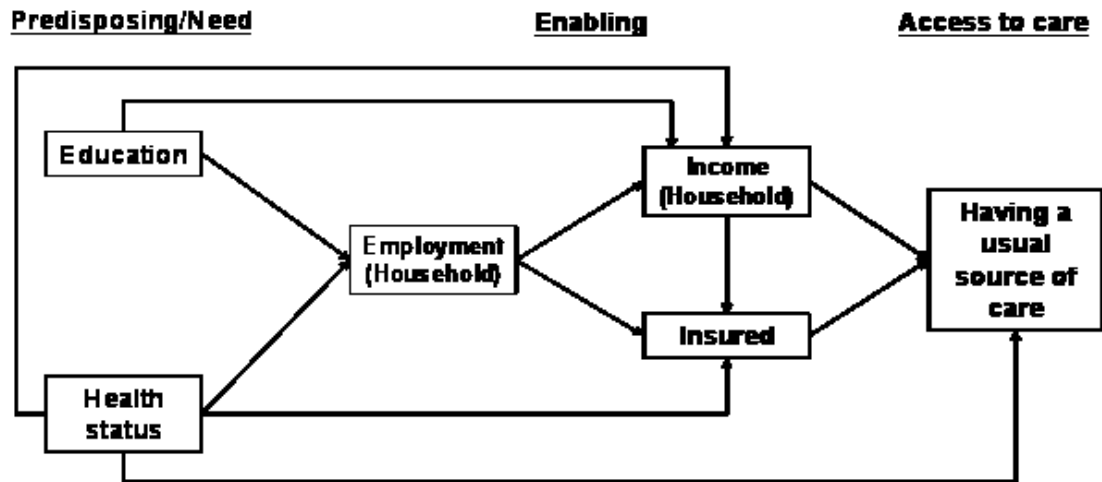 Predisposing/Need
Enabling
Access to care
Education
Income
(Household)
Employment
(Household)
Having a
usual
source of
care
Insured
Health
status